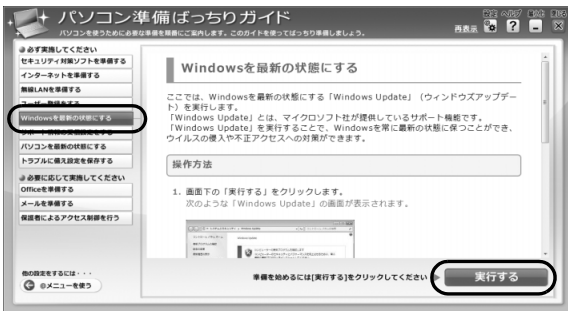 パソコン準備ばっちりガイド
パソコンを使うために必要な準備を順番にご案内します。このガイドを使ってばっちり準備しましょう。
再表示
設定
ヘルプ
最小化
閉じる
必ず実施してください
セキュリティ対策ソフトを準備する
インターネットを準備する
無線LANを準備する
ユーザー登録をする
Windowsを最新の状態にする
パソコンを最新の状態にする
トラブルに備え設定を保存する
必要に応じて実施してください
Officeを準備する
メールを準備する
保護者によるアクセス制御を行う
他の設定をするには・・・
@メニューを使う
Windowsを最新の状態にする
ここでは、Windowsを最新の状態にする「Windows Update」（ウィンドウズアップデー
ト）を実行します。
「Windows Update」とは、マイクロソフト社が提供しているサポート機能です。
「Windows Update」を実行することで、Windowsを常に最新の状態に保つことができ、
ウイルスの侵入や不正アクセスへの対策ができます。
操作方法
1. 画面下の「実行する」をクリックします。
次のような「Windows Update」の画面が表示されます。
準備を始めるには[実行する]をクリックしてください
実行する